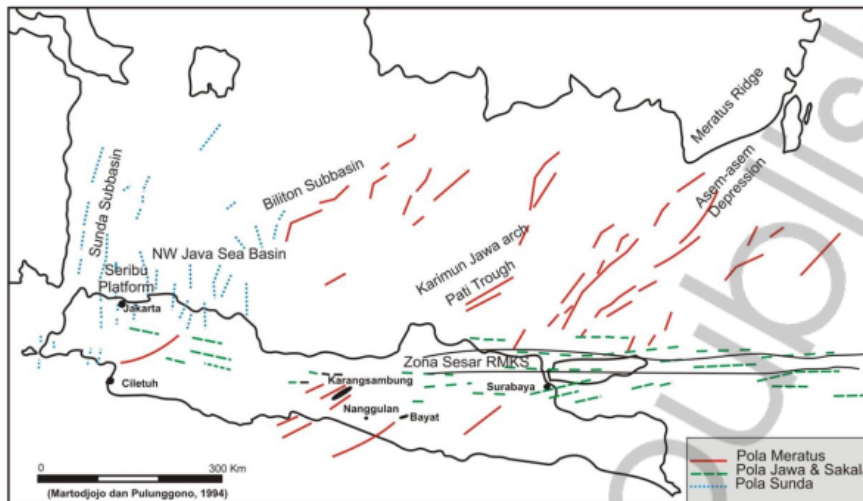 Meratus Ridge
Sunda Subbasin
Biliton Subbasin
Asem-asem
Depression
NW Java Sea Basin
Karimun Jawa arch
Seribu
Platform
Pati Trough
Jakarta
Zona Sesar RMKS
Ciletuh
Karangsambung
Surabaya
Nanggulan
Bayat
0 300 Km
(Martodjojo dan Pulunggono, 1994)
Pola Meratus
Pola Jawa & Sakala
Pola Sunda